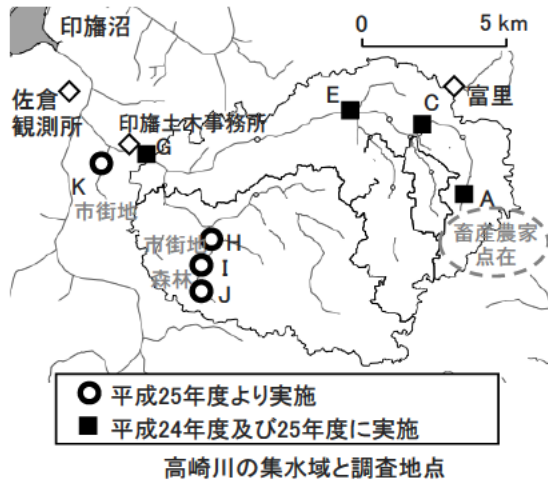 印旛沼
0
5 km
佐倉
観測所
印旛土木事務所
E
C
富里
G
K
市街地
A
畜産農家
点在
市街地
H
森林
I
J
平成25年度より実施
平成24年度及び25年度に実施
高崎川の集水域と調査地点